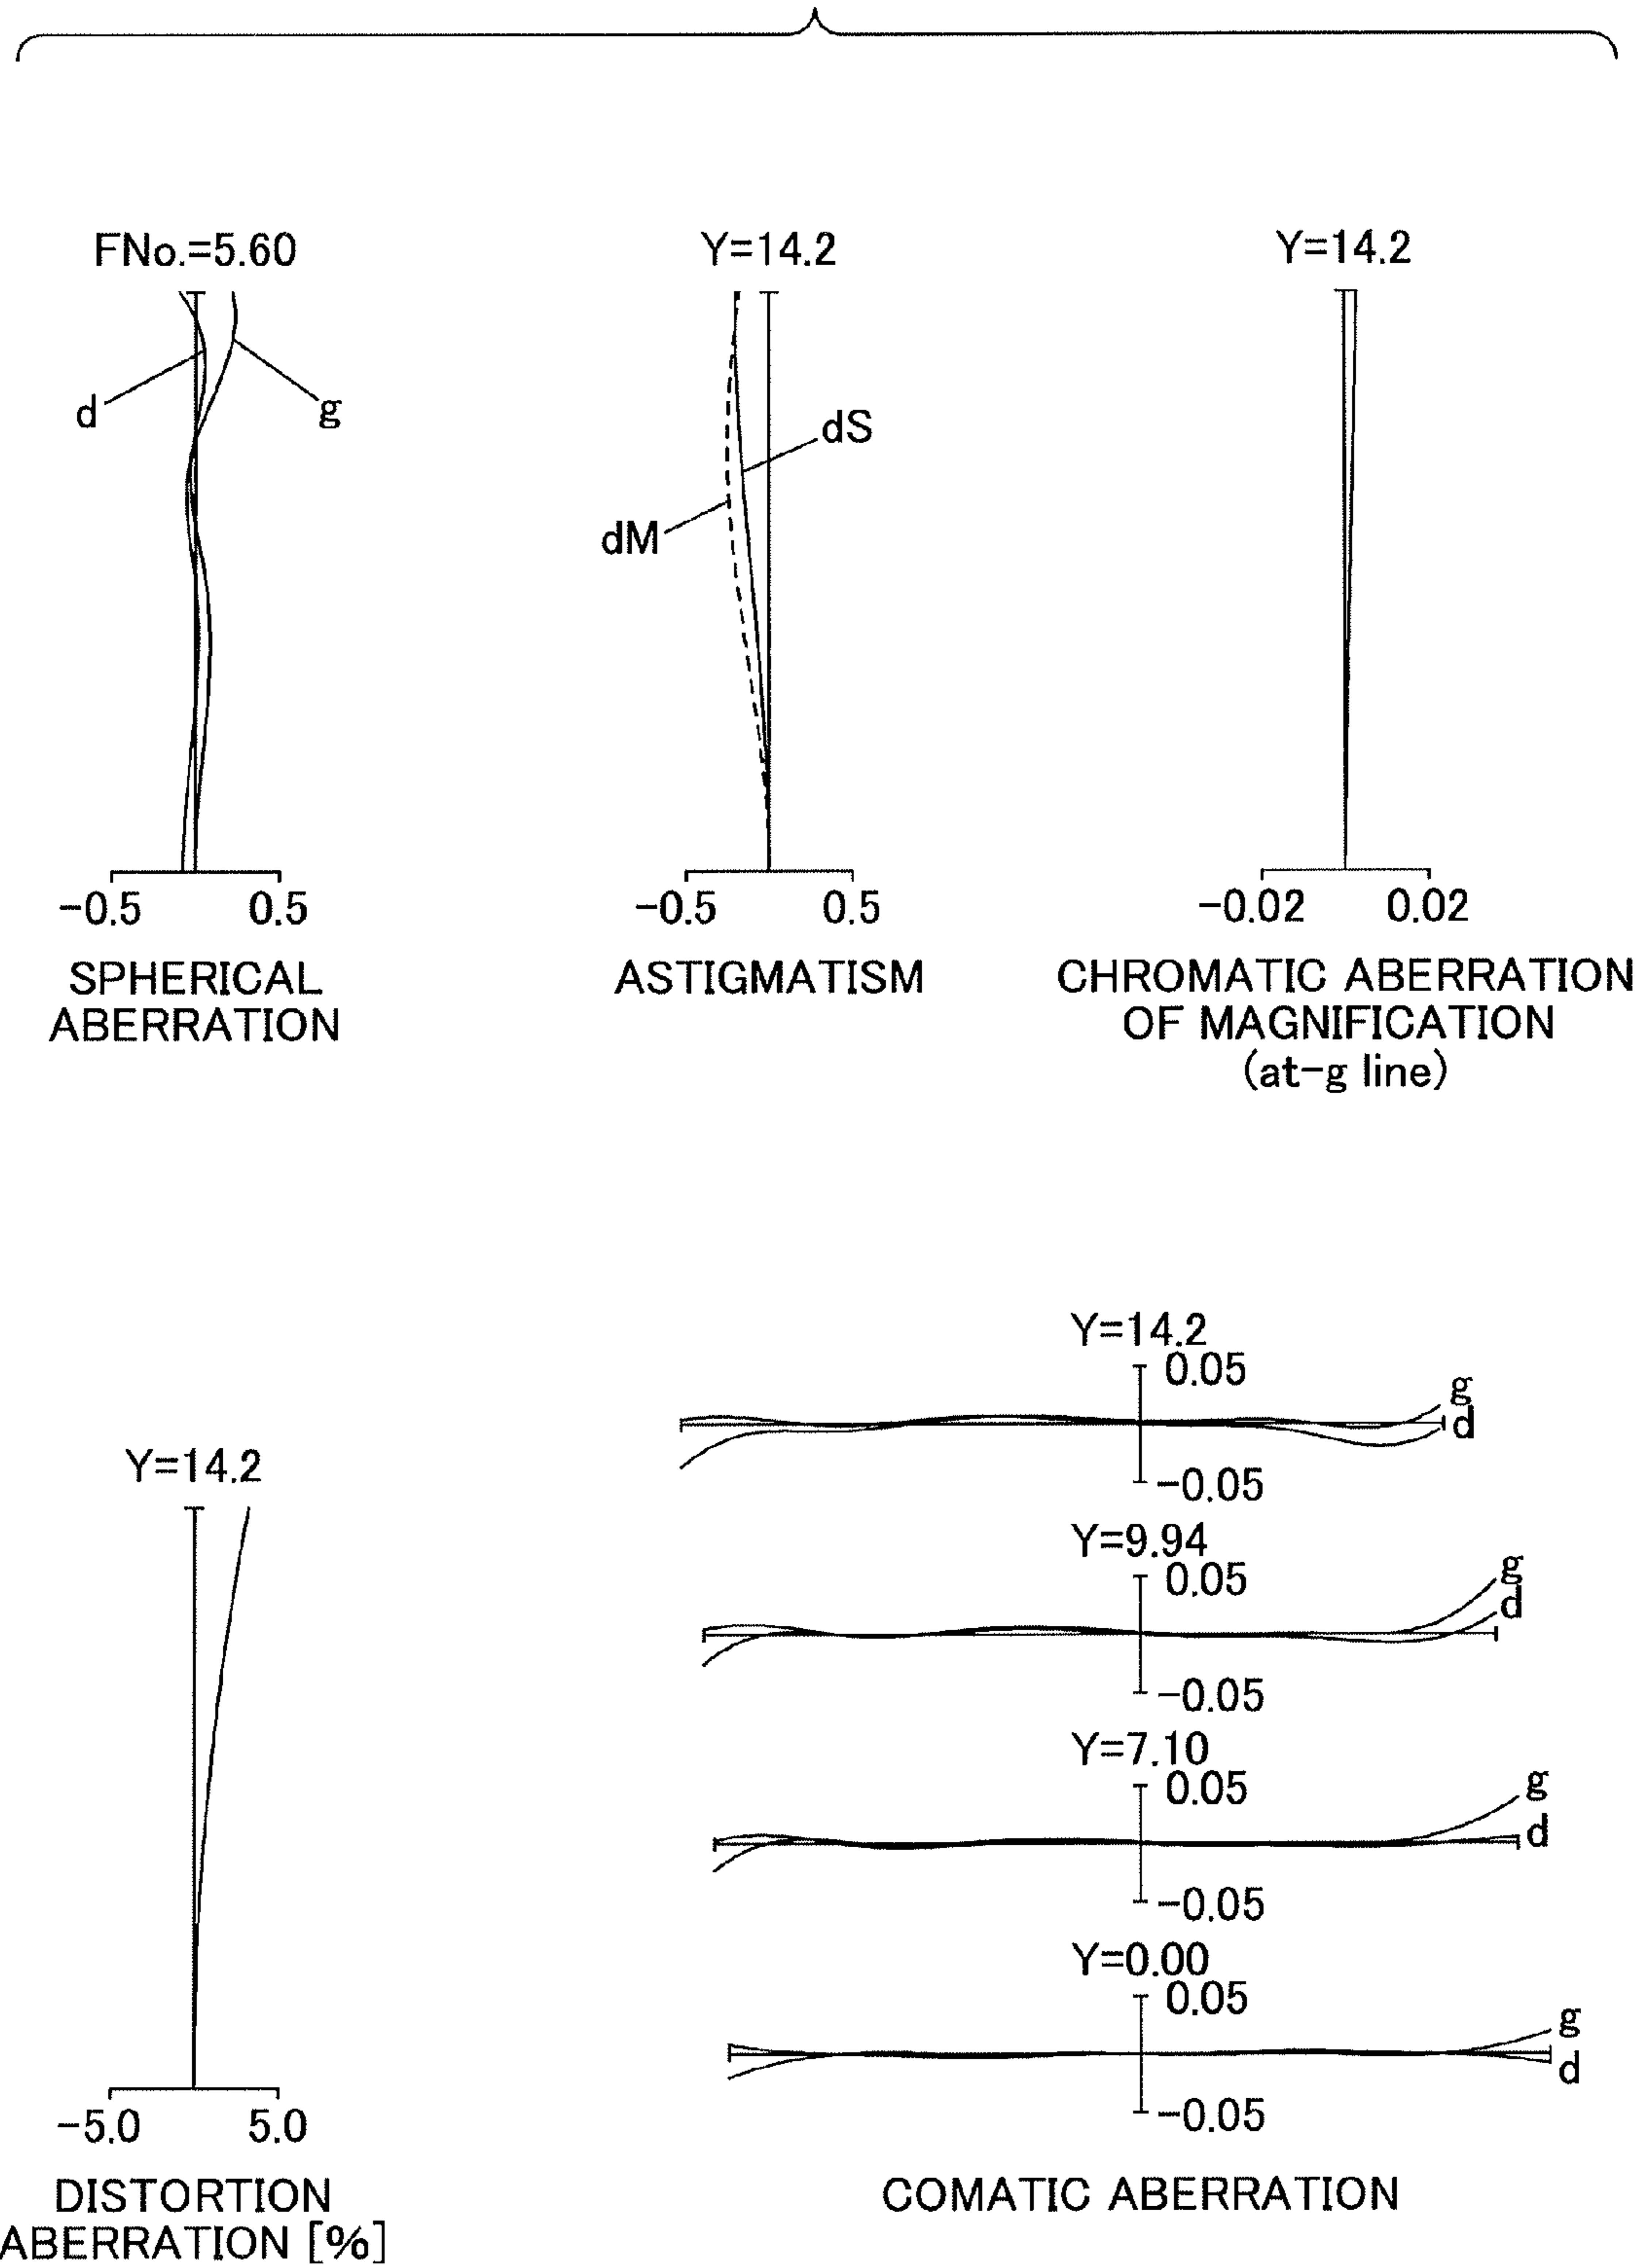 FNo.=5.60
d
g
-0.5
0.5
SPHERICAL
ABERRATION
Y=14.2
dS
dM
-0.5
0.5
ASTIGMATISM
Y=14.2
-0.02
0.02
CHROMATIC ABERRATION
OF MAGNIFICATION
(at-g line)
Y=14.2
-5.0
5.0
DISTORTION
ABERRATION [%]
Y=14.2
0.05
g
d
-0.05
Y=9.94
0.05
g
d
-0.05
Y=7.10
0.05
g
d
-0.05
Y=0.00
0.05
g
d
-0.05
COMATIC ABERRATION